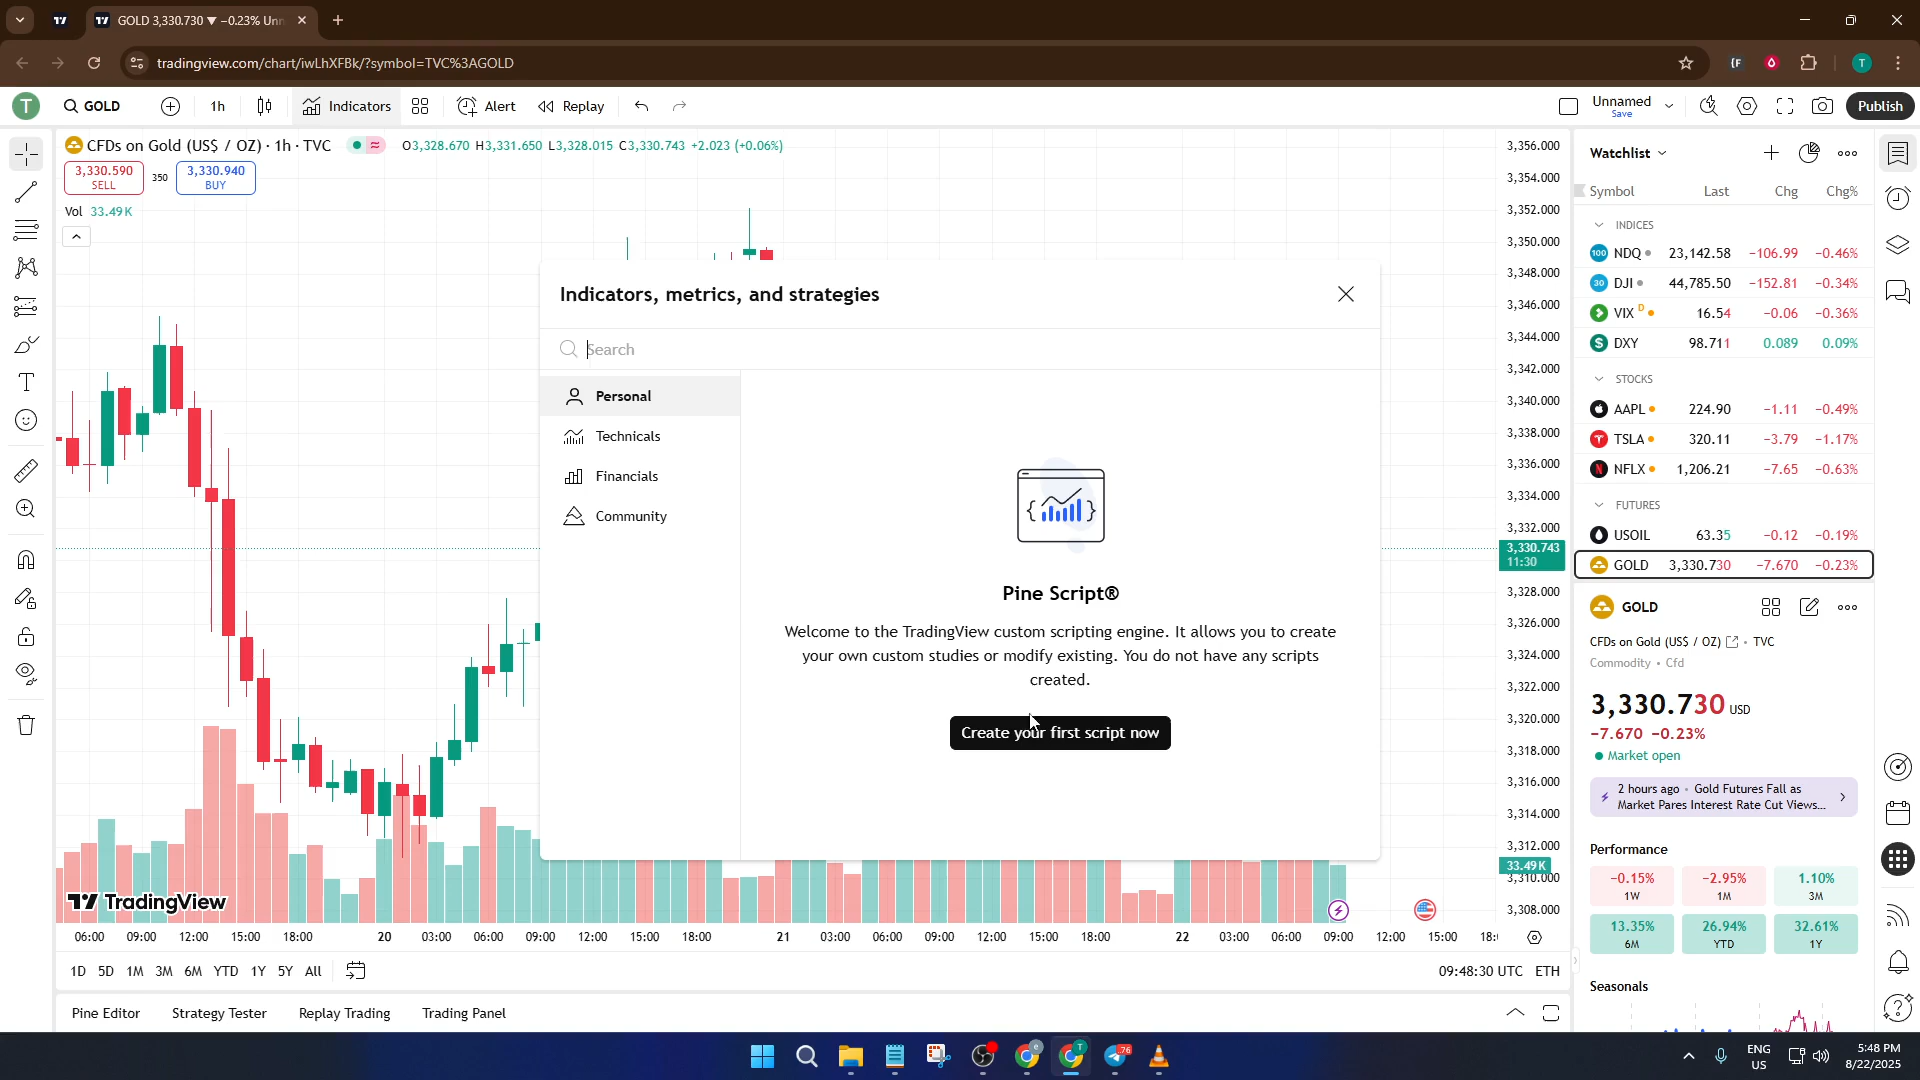 GOLD 3,330.730 ▼ −0.23% Unn
tradingview.com/chart/iwLhXFBk/?symbol=TVC%3AGOLD
T
T
GOLD
1h
Indicators
Alert
Replay
Unnamed
Save
Publish
CFDs on Gold (US$ / OZ) · 1h · TVC
O3,328.670 H3,331.650 L3,328.015 C3,330.743 +2.023 (+0.06%)
3,330.590
SELL
350
3,330.940
BUY
Vol 33.49 K
Indicators, metrics, and strategies
Search
Personal
Technicals
Financials
Community
Pine Script®
Welcome to the TradingView custom scripting engine. It allows you to create
your own custom studies or modify existing. You do not have any scripts
created.
Create your first script now
3,356.000
3,354.000
3,352.000
3,350.000
3,348.000
3,346.000
3,344.000
3,342.000
3,340.000
3,338.000
3,336.000
3,334.000
3,332.000
3,330.743
11:30
3,328.000
3,326.000
3,324.000
3,322.000
3,320.000
3,318.000
3,316.000
3,314.000
3,312.000
33.49 K
3,310.000
3,308.000
TradingView
06:00 09:00 12:00 15:00 18:00 20 03:00 06:00 09:00 12:00 15:00 18:00 21 03:00 06:00 09:00 12:00 15:00 18:00 22 03:00 06:00 09:00 12:00 15:00 18:
1D 5D 1M 3M 6M YTD 1Y 5Y All
09:48:30 UTC ETH
Pine Editor Strategy Tester Replay Trading Trading Panel
Watchlist
Symbol Last Chg Chg%
INDICES
100 NDQ 23,142.58 −106.99 −0.46%
30 DJI 44,785.50 −152.81 −0.34%
VIX D 16.54 −0.06 −0.36%
DXY 98.711 0.089 0.09%
STOCKS
AAPL 224.90 −1.11 −0.49%
TSLA 320.11 −3.79 −1.17%
NFLX 1,206.21 −7.65 −0.63%
FUTURES
USOIL 63.35 −0.12 −0.19%
GOLD 3,330.730 −7.670 −0.23%
GOLD
CFDs on Gold (US$ / OZ) • TVC
Commodity • Cfd
3,330.730 USD
−7.670 −0.23%
Market open
2 hours ago • Gold Futures Fall as
Market Pares Interest Rate Cut Views...
Performance
−0.15%
1W
−2.95%
1M
1.10%
3M
13.35%
6M
26.94%
YTD
32.61%
1Y
Seasonals
76
ENG
US
5:48 PM
8/22/2025